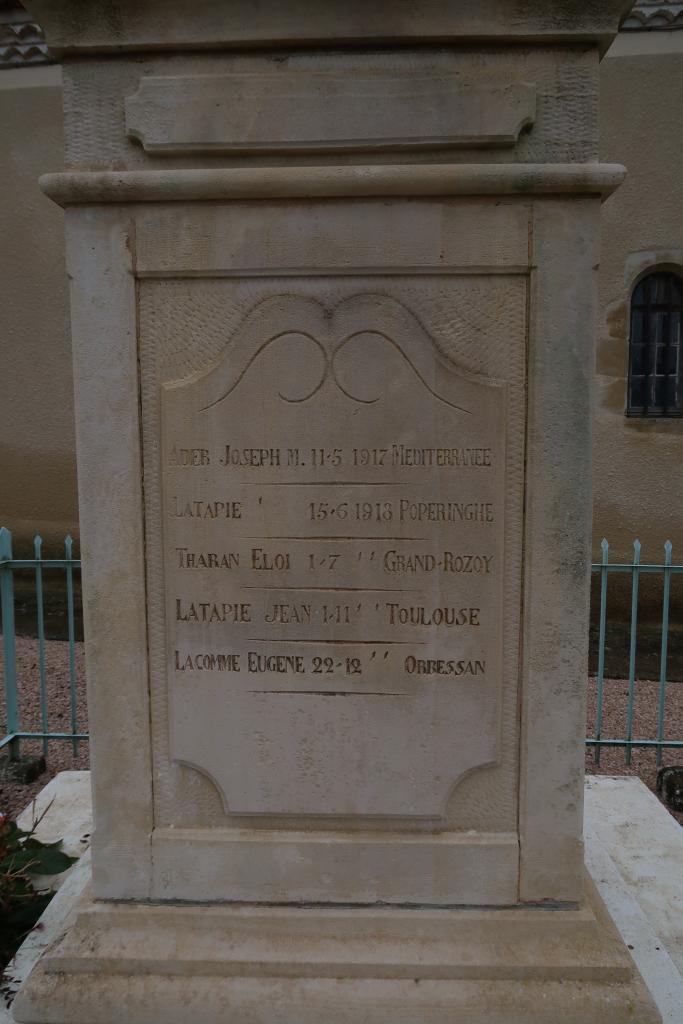 ADER JOSEPH M. 11·5 1917 MEDITERRANEE
LATAPIE ' 15·6 1918 POPERINGHE
THARAN ELOI 1·7 '' GRAND·ROZOY
LATAPIE JEAN 1·11 '' TOULOUSE
LACOMME EUGENE 22·12 '' ORBESSAN